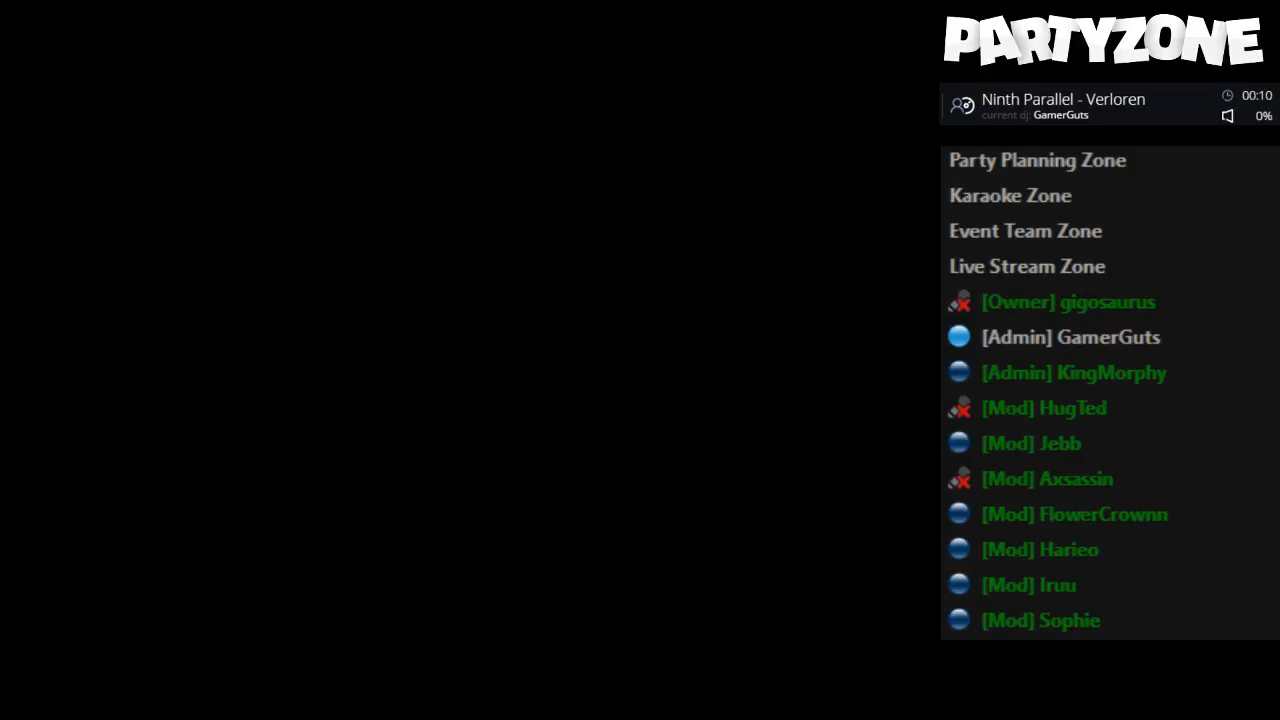 PARTYZONE
Ninth Parallel - Verloren
00:10
current dj: GamerGuts
0%
Party Planning Zone
Karaoke Zone
Event Team Zone
Live Stream Zone
[Owner] gigosaurus
[Admin] GamerGuts
[Admin] KingMorphy
[Mod] HugTed
[Mod] Jebb
[Mod] Axsassin
[Mod] FlowerCrownn
[Mod] Harieo
[Mod] Iruu
[Mod] Sophie